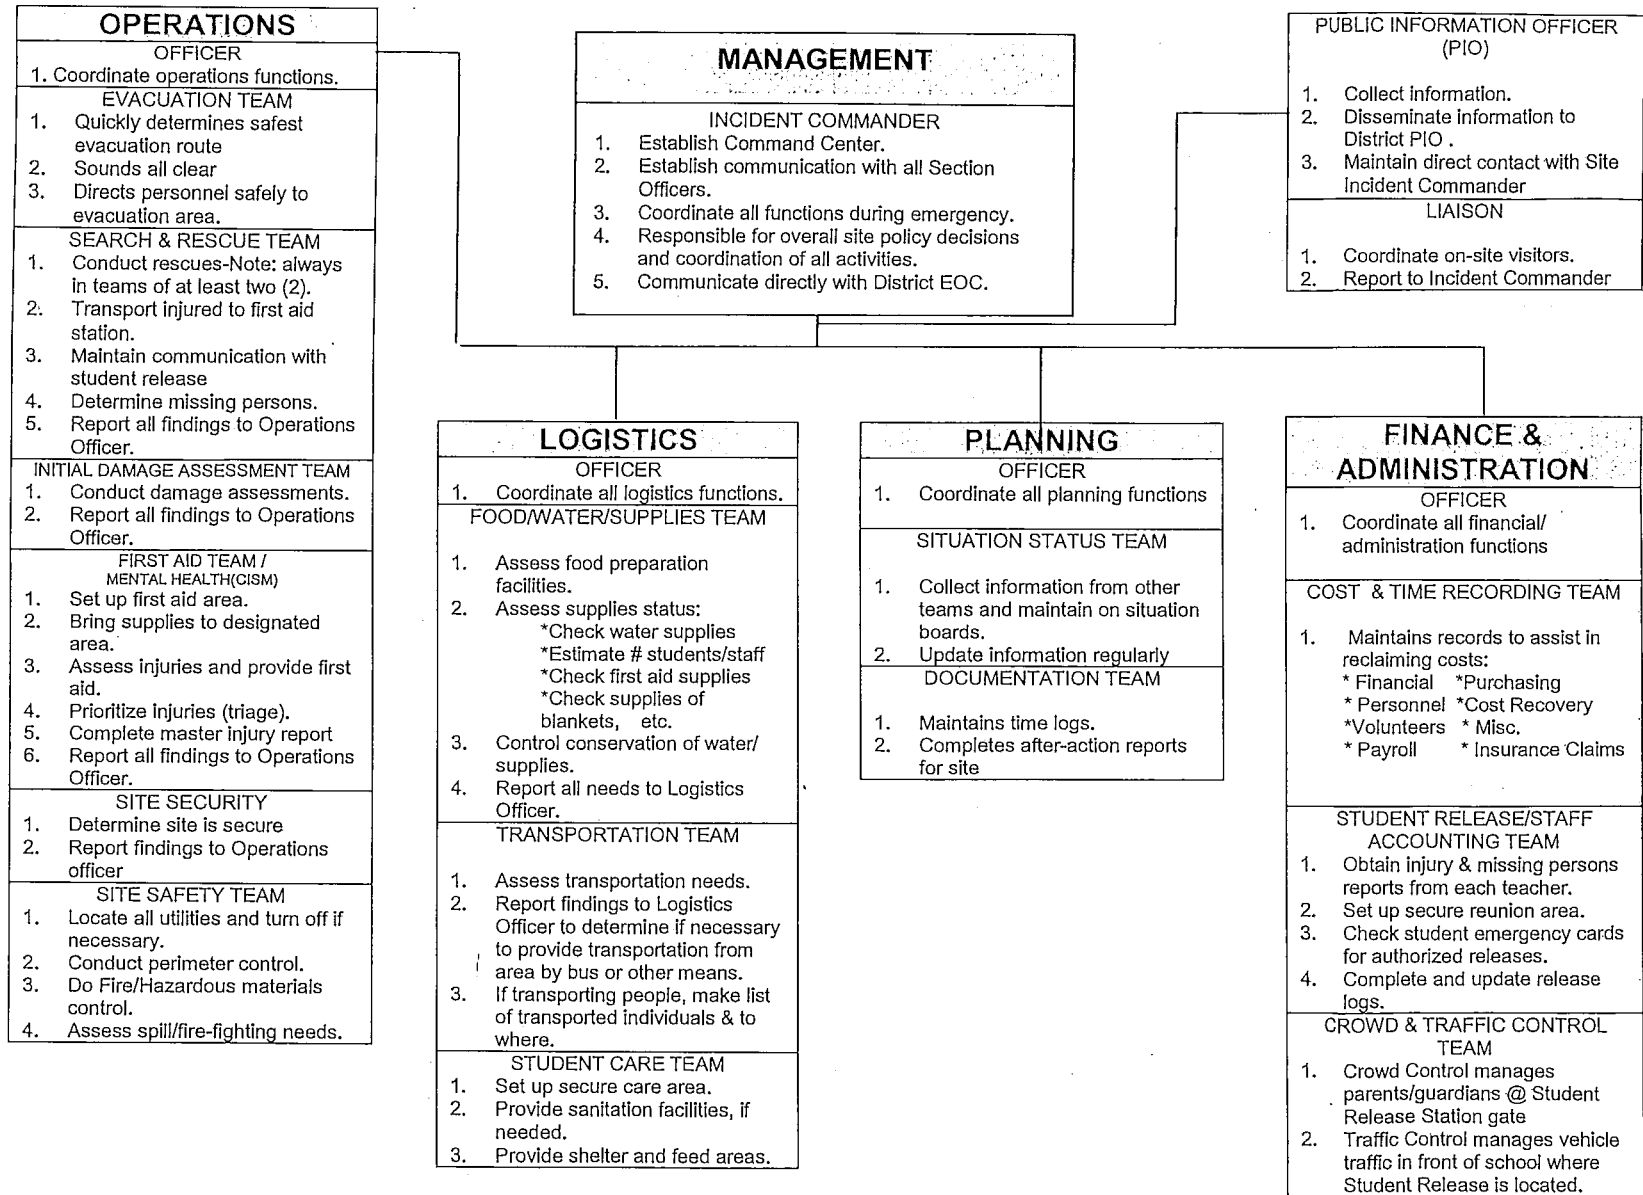 OPERATIONS
OFFICER
1. Coordinate operations functions.
EVACUATION TEAM
1. Quickly determines safest
evacuation route
2. Sounds all clear
3. Directs personnel safely to
evacuation area.
SEARCH & RESCUE TEAM
1. Conduct rescues-Note: always
in teams of at least two (2).
2. Transport injured to first aid
station.
3. Maintain communication with
student release
4. Determine missing persons.
5. Report all findings to Operations
Officer.
INITIAL DAMAGE ASSESSMENT TEAM
1. Conduct damage assessments.
2. Report all findings to Operations
Officer.
FIRST AID TEAM /
MENTAL HEALTH(CISM)
1. Set up first aid area.
2. Bring supplies to designated
area.
3. Assess injuries and provide first
aid.
4. Prioritize injuries (triage).
5. Complete master injury report
6. Report all findings to Operations
Officer.
SITE SECURITY
1. Determine site is secure
2. Report findings to Operations
officer
SITE SAFETY TEAM
1. Locate all utilities and turn off if
necessary.
2. Conduct perimeter control.
3. Do Fire/Hazardous materials
control.
4. Assess spill/fire-fighting needs.
MANAGEMENT
INCIDENT COMMANDER
1. Establish Command Center.
2. Establish communication with all Section
Officers.
3. Coordinate all functions during emergency.
4. Responsible for overall site policy decisions
and coordination of all activities.
5. Communicate directly with District EOC.
PUBLIC INFORMATION OFFICER
(PIO)
1. Collect information.
2. Disseminate information to
District PIO .
3. Maintain direct contact with Site
Incident Commander
LIAISON
1. Coordinate on-site visitors.
2. Report to Incident Commander
LOGISTICS
OFFICER
1. Coordinate all logistics functions.
FOOD/WATER/SUPPLIES TEAM
1. Assess food preparation
facilities.
2. Assess supplies status:
*Check water supplies
*Estimate # students/staff
*Check first aid supplies
*Check supplies of
blankets, etc.
3. Control conservation of water/
supplies.
4. Report all needs to Logistics
Officer.
TRANSPORTATION TEAM
1. Assess transportation needs.
2. Report findings to Logistics
Officer to determine if necessary
to provide transportation from
area by bus or other means.
3. If transporting people, make list
of transported individuals & to
where.
STUDENT CARE TEAM
1. Set up secure care area.
2. Provide sanitation facilities, if
needed.
3. Provide shelter and feed areas.
PLANNING
OFFICER
1. Coordinate all planning functions
SITUATION STATUS TEAM
1. Collect information from other
teams and maintain on situation
boards.
2. Update information regularly
DOCUMENTATION TEAM
1. Maintains time logs.
2. Completes after-action reports
for site
FINANCE &
ADMINISTRATION
OFFICER
1. Coordinate all financial/
administration functions
COST & TIME RECORDING TEAM
1. Maintains records to assist in
reclaiming costs:
* Financial *Purchasing
* Personnel *Cost Recovery
*Volunteers * Misc.
* Payroll * Insurance Claims
STUDENT RELEASE/STAFF
ACCOUNTING TEAM
1. Obtain injury & missing persons
reports from each teacher.
2. Set up secure reunion area.
3. Check student emergency cards
for authorized releases.
4. Complete and update release
logs.
CROWD & TRAFFIC CONTROL
TEAM
1. Crowd Control manages
parents/guardians @ Student
Release Station gate
2. Traffic Control manages vehicle
traffic in front of school where
Student Release is located.